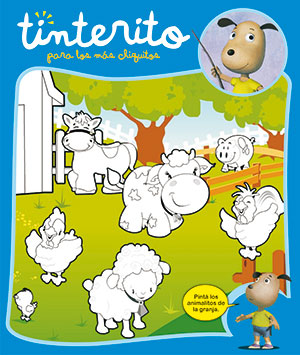 tinterito
para los más chiquitos
Pintá los
animalitos de
la granja.